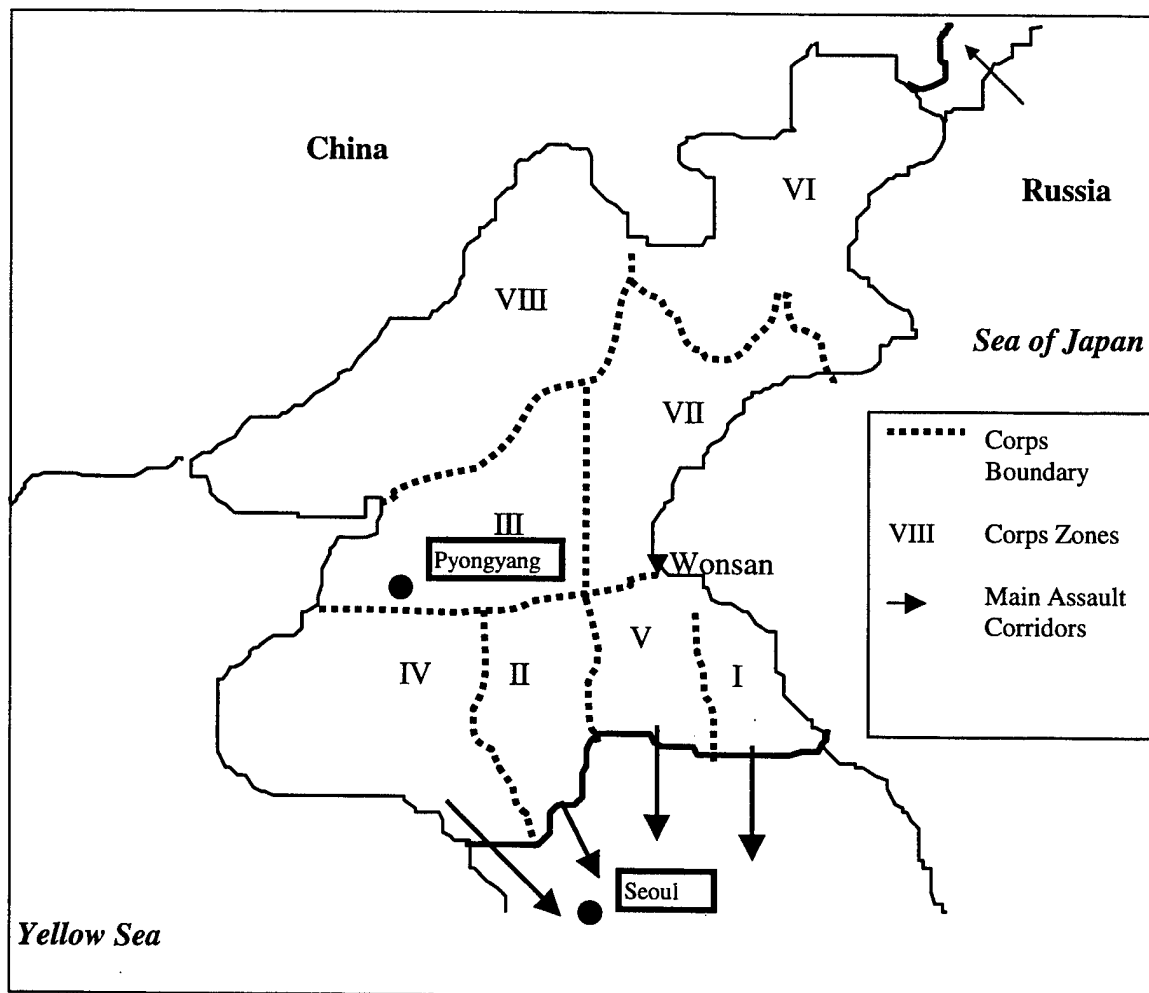 China
VI
Russia
VIII
Sea of Japan
VII
Corps
Boundary
III
VIII Corps Zones
Pyongyang
Wonsan
Main Assault
Corridors
V
IV
II
I
Seoul
Yellow Sea